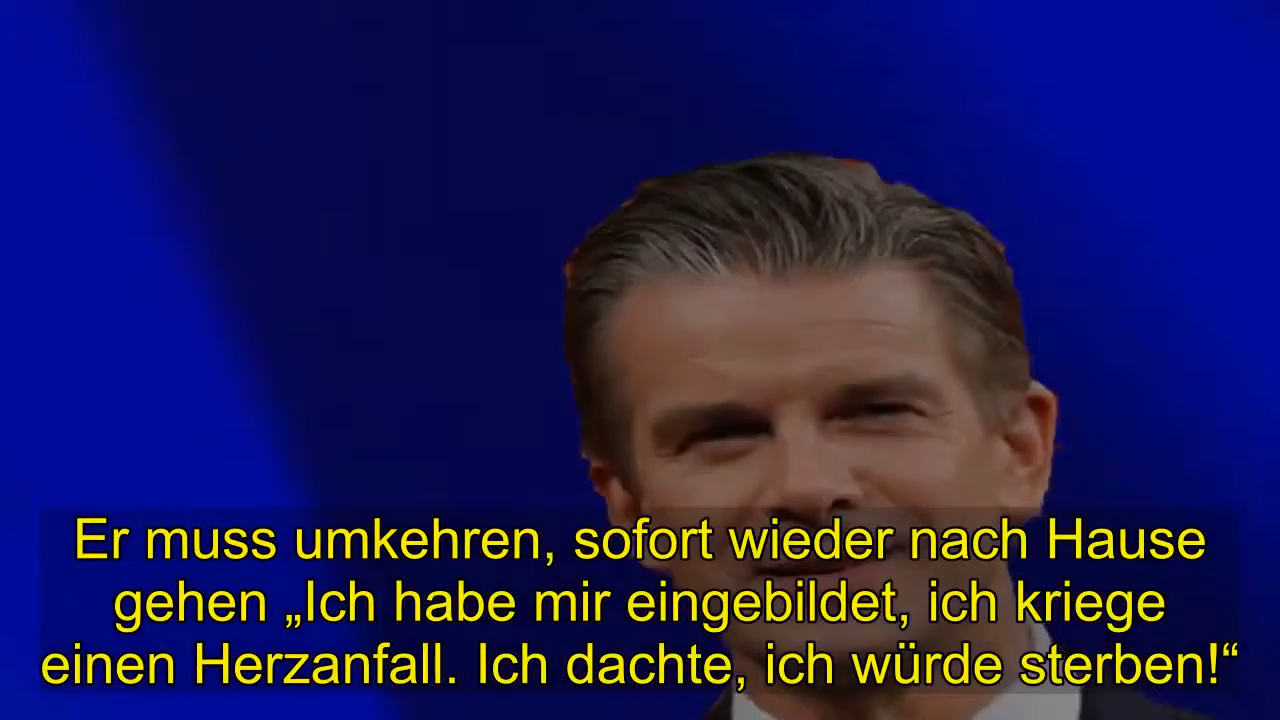 Er muss umkehren, sofort wieder nach Hause
gehen „Ich habe mir eingebildet, ich kriege
einen Herzanfall. Ich dachte, ich würde sterben!“